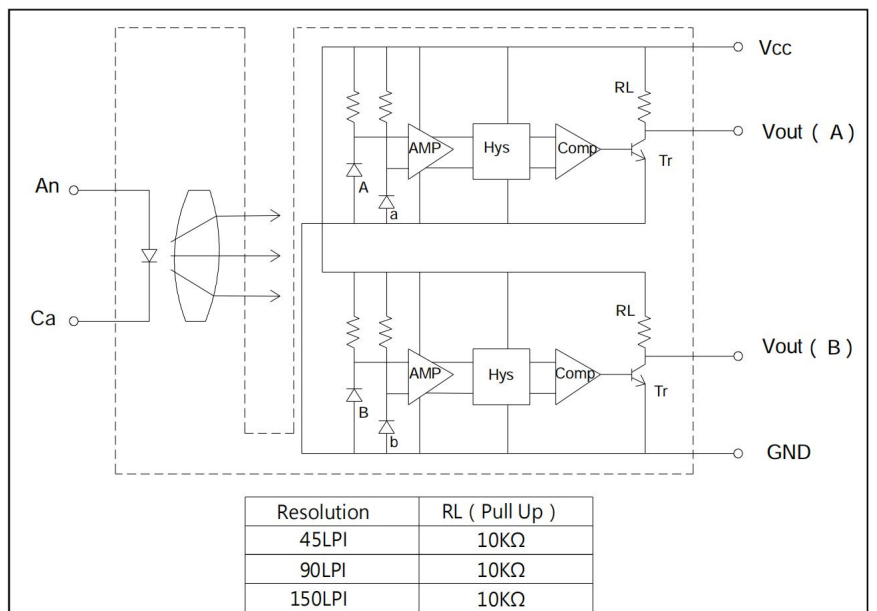 Vcc
RL
Vout ( A )
AMP
Hys
Comp
Tr
A
a
An
Ca
RL
Vout ( B )
AMP
Hys
Comp
Tr
B
b
GND
Resolution RL ( Pull Up )
45LPI 10KΩ
90LPI 10KΩ
150LPI 10KΩ